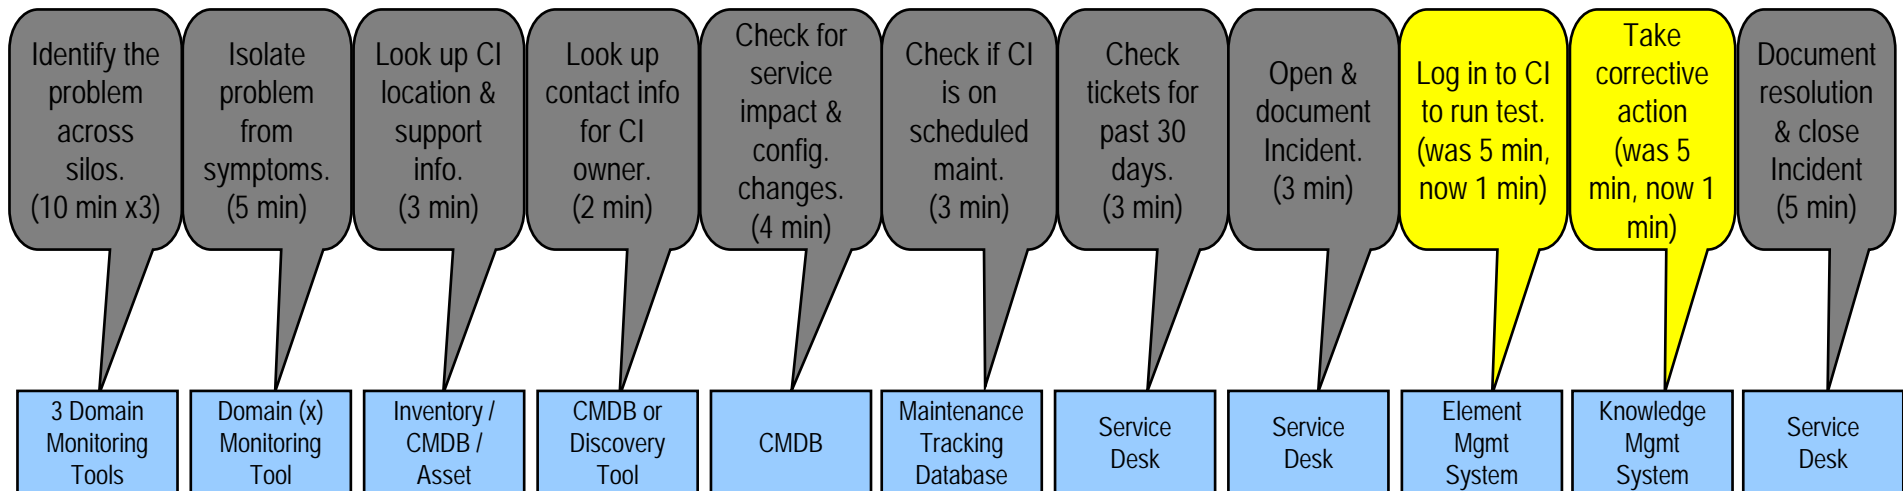 Identify the
problem
across
silos.
(10 min x3)
Isolate
problem
from
symptoms.
(5 min)
Look up CI
location &
support
info.
(3 min)
Look up
contact info
for CI
owner.
(2 min)
Check for
service
impact &
config.
changes.
(4 min)
Check if CI
is on
scheduled
maint.
(3 min)
Check
tickets for
past 30
days.
(3 min)
Open &
document
Incident.
(3 min)
Log in to CI
to run test.
(was 5 min,
now 1 min)
Take
corrective
action
(was 5
min, now 1
min)
Document
resolution
& close
Incident
(5 min)
3 Domain
Monitoring
Tools
Domain (x)
Monitoring
Tool
Inventory /
CMDB /
Asset
CMDB or
Discovery
Tool
CMDB
Maintenance
Tracking
Database
Service
Desk
Service
Desk
Element
Mgmt
System
Knowledge
Mgmt
System
Service
Desk